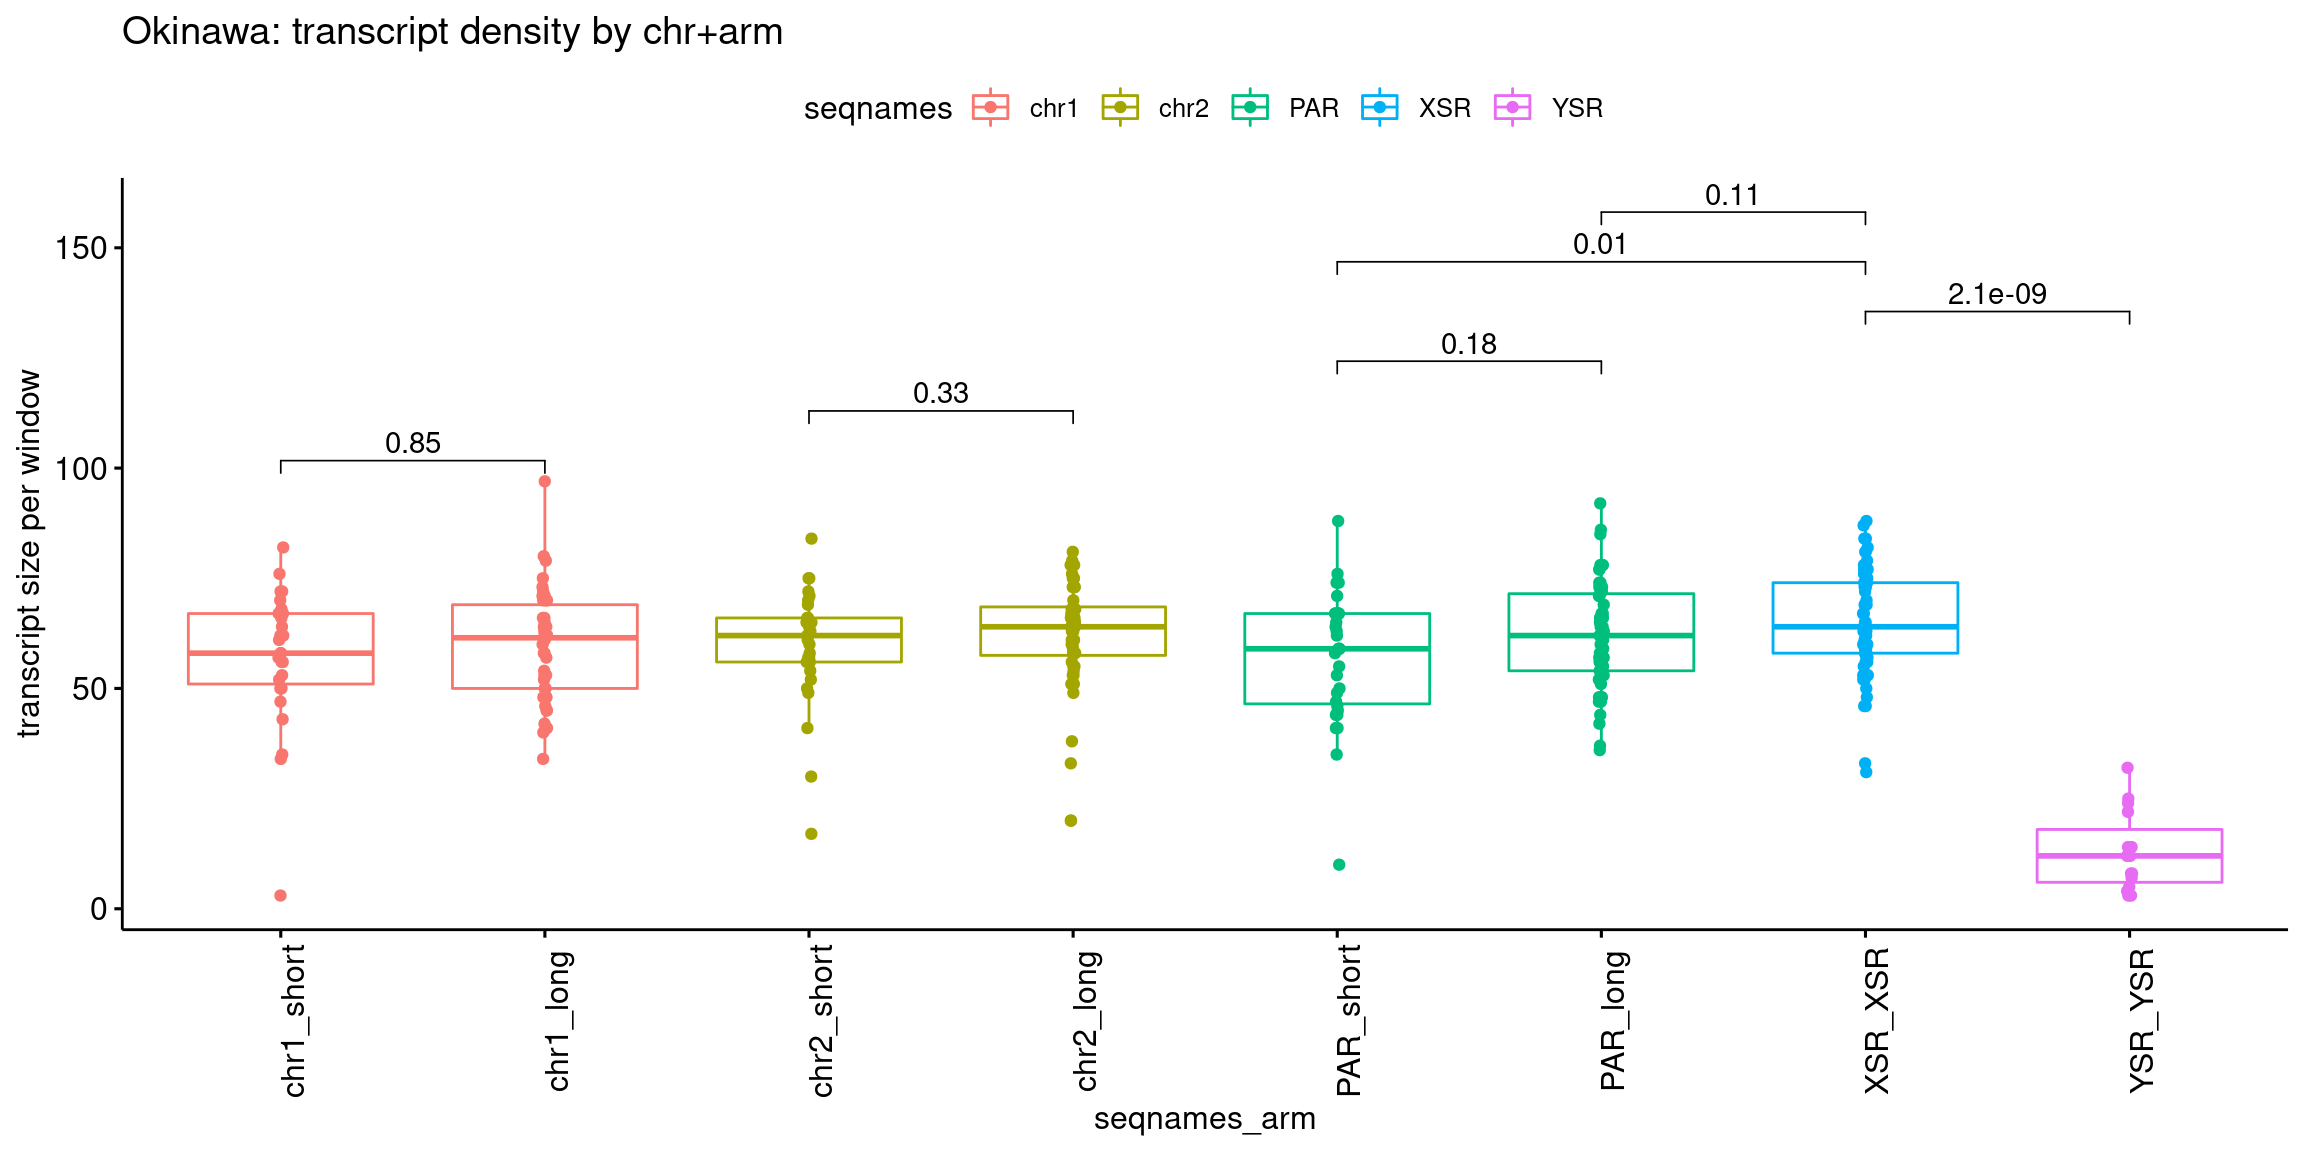 Okinawa: transcript density by chr+arm
seqnames chr1 chr2 PAR XSR YSR
transcript size per window
150
100
50
0
0.11
0.01
2.1e-09
0.18
0.33
0.85
chr1_short
chr1_long
chr2_short
chr2_long
PAR_short
PAR_long
XSR_XSR
YSR_YSR
seqnames_arm